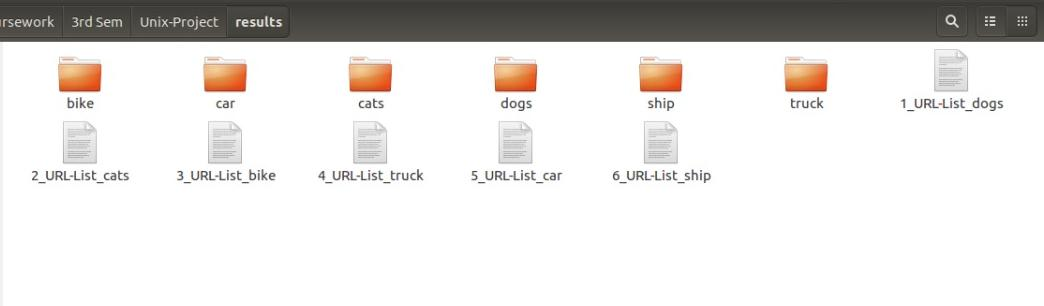 rsework 3rd Sem Unix-Project results
bike car cats dogs ship truck 1_URL-List_dogs
2_URL-List_cats 3_URL-List_bike 4_URL-List_truck 5_URL-List_car 6_URL-List_ship